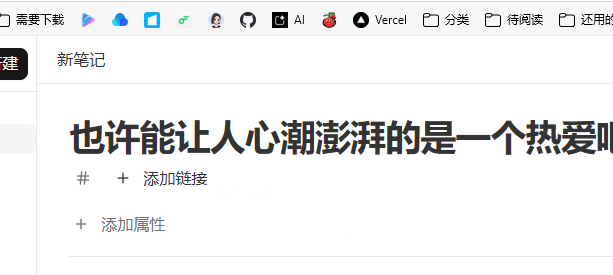 需要下载 AI Vercel 分类 待阅读 还用的
建 新笔记
也许能让人心潮澎湃的是一个热爱
# + 添加链接
+ 添加属性